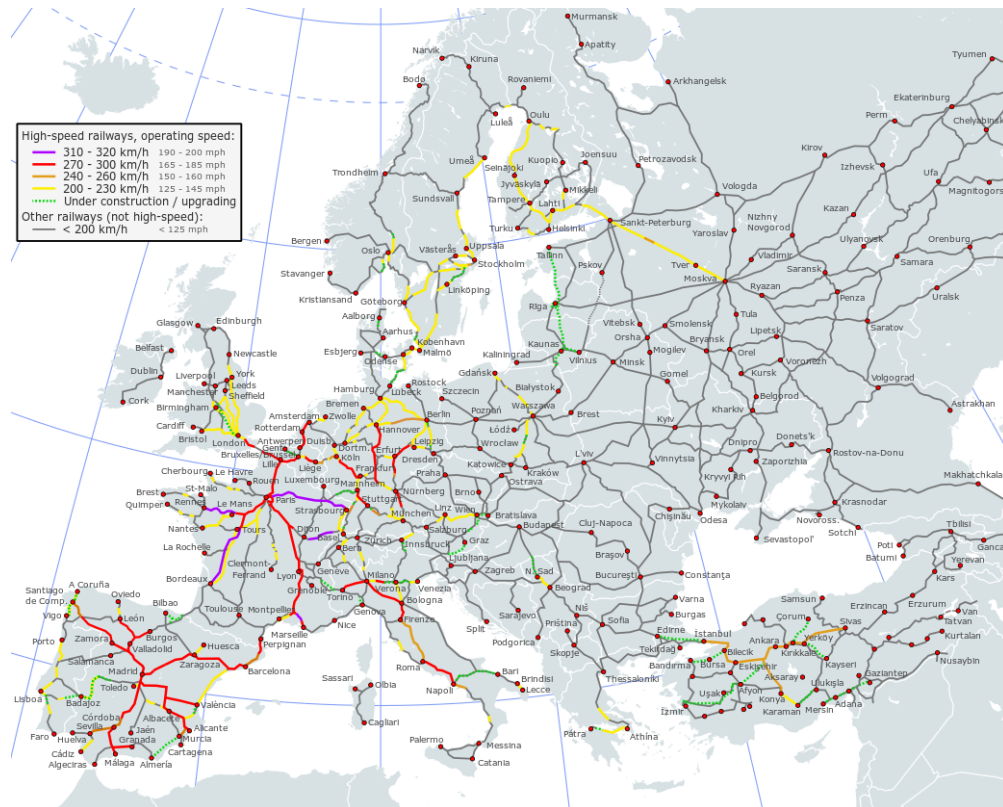 Murmansk
Apatity
Narvik
Kiruna
Tyumen
Bodø
Rovaniemi
Arkhangelsk
Ekaterinburg
Luleå
Oulu
Perm
Chelyabinsk
High-speed railways, operating speed:
310 - 320 km/h 190 - 200 mph
270 - 300 km/h 165 - 185 mph
240 - 260 km/h 150 - 160 mph
200 - 230 km/h 125 - 145 mph
Under construction / upgrading
Other railways (not high-speed):
< 200 km/h < 125 mph
Umeå
Kuopio
Joensuu
Kirov
Izhevsk
Petrozavodsk
Trondheim
Seinäjoki
Jyväskylä
Ufa
Magnitogors
Sundsvall
Mikkeli
Vologda
Tampere
Lahti
Kazan
Sankt-Peterburg
Nizhny
Novgorod
Bergen
Turku
Helsinki
Yaroslav
Ulyanovsk
Orenburg
Oslo
Västerås
Uppsala
Tallinn
Stockholm
Pskov
Tver
Vladimir
Saransk
Samara
Stavanger
Moskva
Linköping
Ryazan
Penza
Uralsk
Kristiansand
Göteborg
Rīga
Aalborg
Tula
Saratov
Glasgow
Edinburgh
Vitebsk
Smolensk
Lipetsk
Aarhus
Orsha
Belfast
København
Kaunas
Mogilev
Bryansk
Orel
Voronezh
Esbjerg
Odense
Malmö
Kaliningrad
Vilnius
Minsk
Newcastle
Dublin
York
Gdańsk
Kursk
Liverpool
Leeds
Rostock
Gomel
Manchester
Sheffield
Hamburg
Lübeck
Szczecin
Białystok
Volgograd
Cork
Bremen
Belgorod
Birmingham
Amsterdam
Zwolle
Berlin
Poznań
Warszawa
Brest
Astrakhan
Cardiff
Rotterdam
Hannover
Łódź
Kyiv
Kharkiv
Bristol
London
Antwerpen
Duisb.
Dortm.
Leipzig
Wrocław
Gent
Erfurt
Dnipro
Donets'k
Bruxelles/Brussel
Köln
Dresden
L'viv
Rostov-na-Donu
Lille
Liège
Frankfurt
Katowice
Kraków
Vinnytsia
Zaporizhia
Cherbourg
Le Havre
Luxembourg
Praha
Ostrava
Kryvyi Rih
Makhatchkala
Rouen
Mannheim
Brest
St-Malo
Nürnberg
Brno
Rennes
Paris
Stuttgart
Mykolaiv
Krasnodar
Quimper
Le Mans
Strasbourg
Linz
Wien
Bratislava
Chişinău
Odesa
Novoross.
Nantes
Tours
München
Salzburg
Budapest
Cluj-Napoca
Sevastopol'
Sotchi
Tbilisi
Dijon
Basel
Zürich
Innsbruck
Graz
Poti
Ganca
La Rochelle
Bern
Ljubljana
Braşov
Batumi
Yerevan
Clermont-
Ferrand
Genève
Zagreb
N. Sad
Kars
Bordeaux
Lyon
Milano
Venezia
Bucureşti
Constanţa
Grenoble
Verona
Beograd
Santiago
de Comp.
A Coruña
Oviedo
Torino
Bologna
Samsun
Erzincan
Erzurum
Bilbao
Toulouse
Montpellier
Genova
Sarajevo
Niš
Varna
Van
Vigo
León
Firenze
Split
Sofia
Burgas
Çorum
Tatvan
Marseille
Nice
Priština
Edirne
Sivas
Porto
Zamora
Burgos
Perpignan
Podgorica
İstanbul
Ankara
Yerköy
Kurtalan
Valladolid
Huesca
Skopje
Tekirdağ
Bilecik
Kırıkkale
Salamanca
Zaragoza
Barcelona
Roma
Bandırma
Bursa
Eskişehir
Kayseri
Nusaybin
Madrid
Sassari
Olbia
Bari
Thessaloniki
Aksaray
Gazianten
Toledo
Napoli
Brindisi
Uşak
Afyon
Ulukışla
Lisboa
Badajoz
València
Lecce
Konya
Albacete
İzmir
Karaman
Mersin
Adana
Córdoba
Cagliari
Faro
Sevilla
Jaén
Alicante
Pátra
Athína
Huelva
Granada
Murcia
Cádiz
Cartagena
Palermo
Messina
Algeciras
Málaga
Almería
Catania